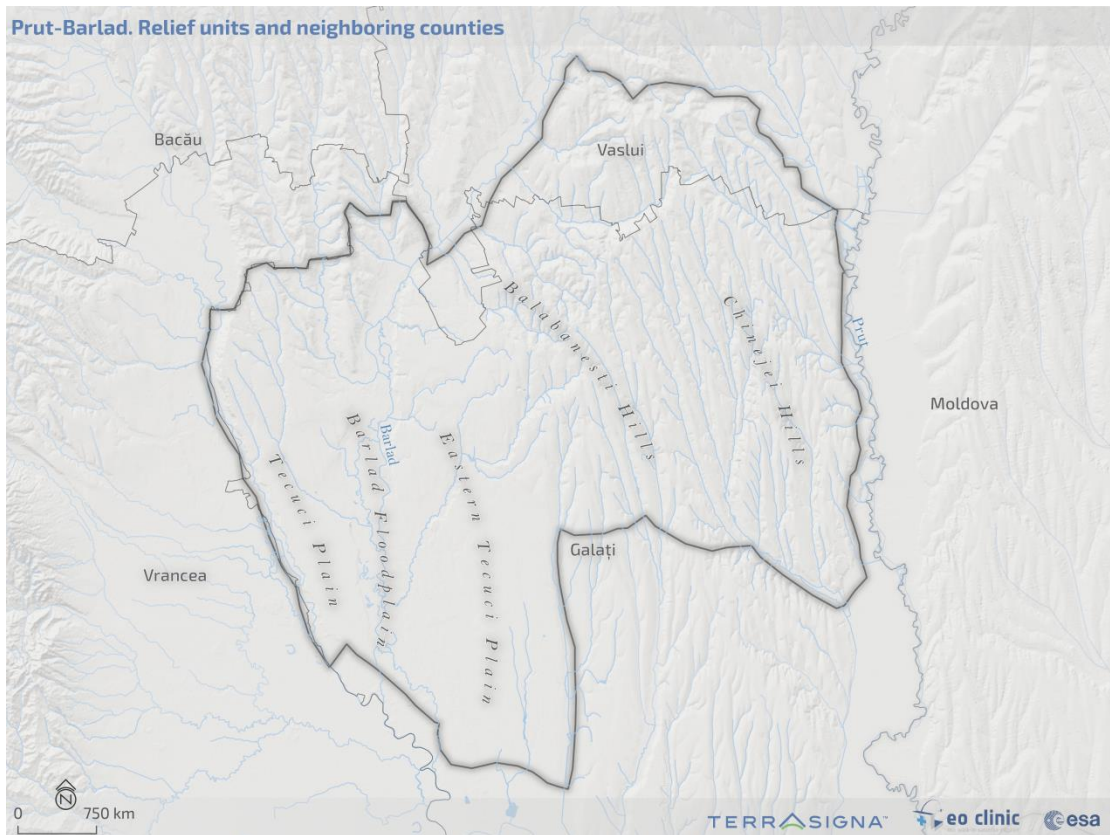 Prut-Barlad. Relief units and neighboring counties
Bacău
Vaslui
Balabanesti Hills
Chinejei Hills
Prut
Moldova
Barlad
Barlad Floodplain
Eastern Tecuci Plain
Tecuci Plain
Galați
Vrancea
N
0 750 km
TERRASIGNA™ eo clinic esa